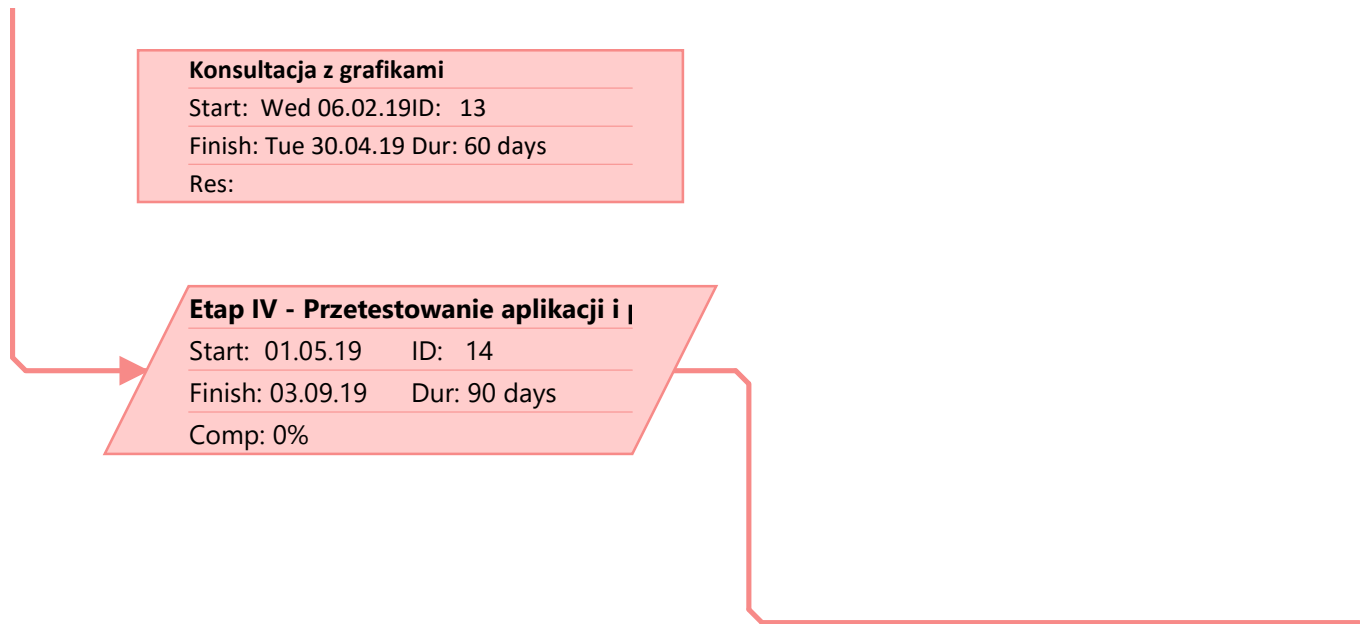 Konsultacja z grafikami
Start: Wed 06.02.19ID: 13
Finish: Tue 30.04.19 Dur: 60 days
Res:
Etap IV - Przetestowanie aplikacji i
Start: 01.05.19 ID: 14
Finish: 03.09.19 Dur: 90 days
Comp: 0%